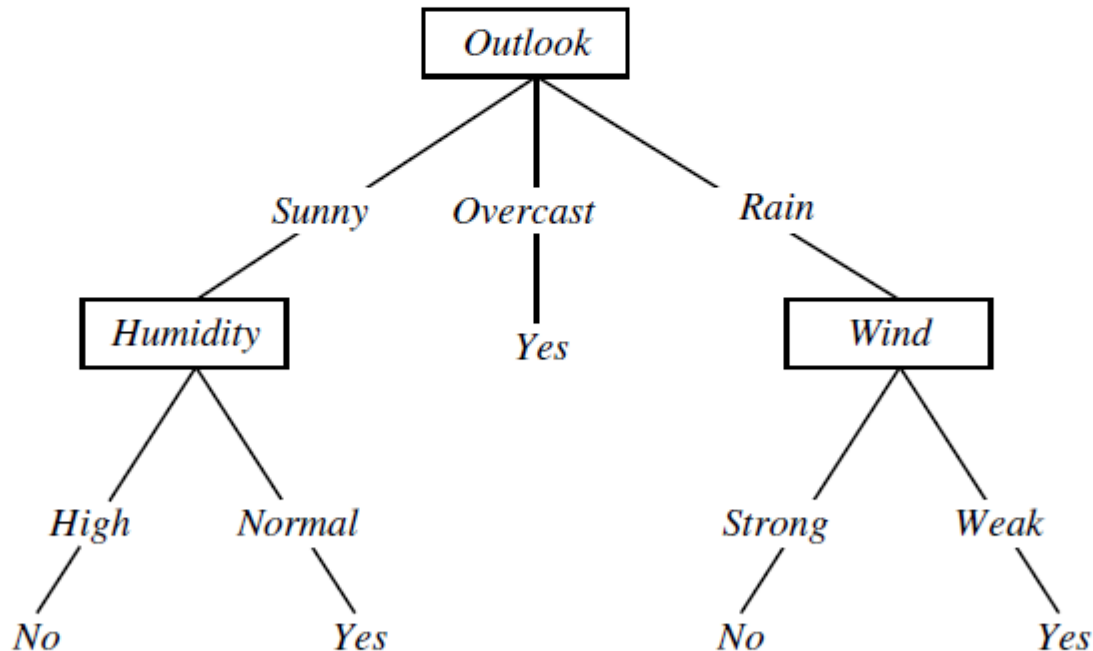 Outlook
Sunny Overcast Rain
Humidity Yes Wind
High Normal Strong Weak
No Yes No Yes